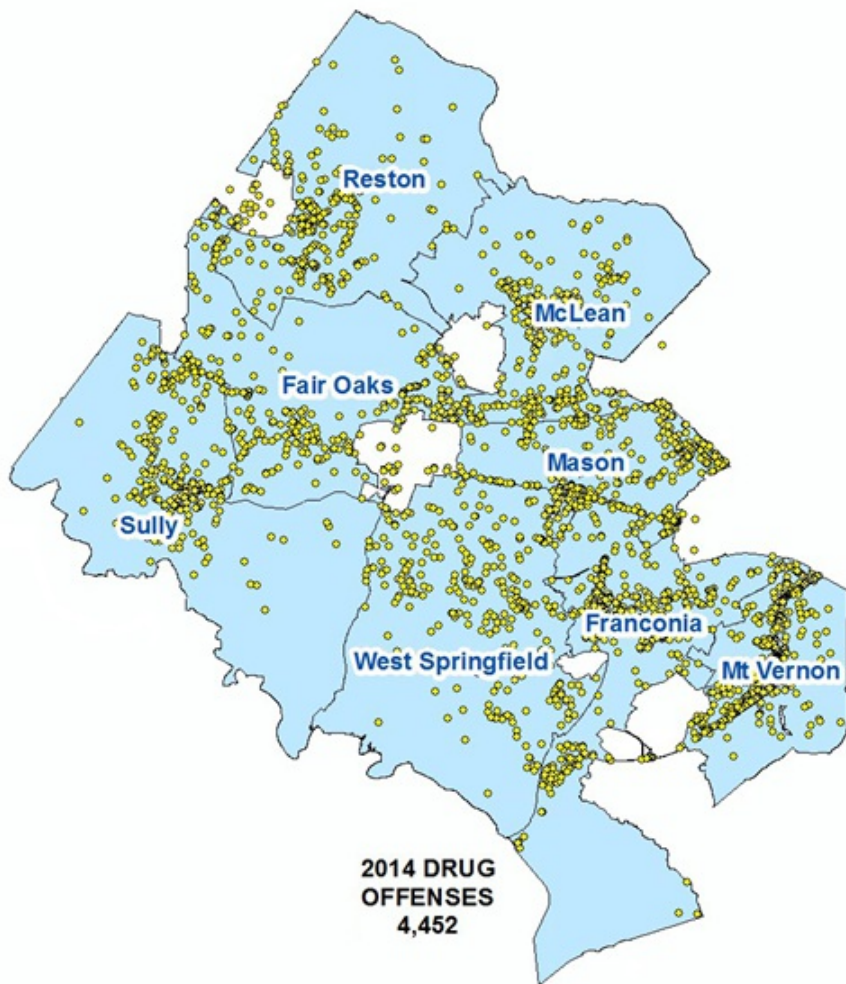 Reston
McLean
Fair Oaks
Mason
Sully
Franconia
West Springfield
Mt Vernon
2014 DRUG
OFFENSES
4,452